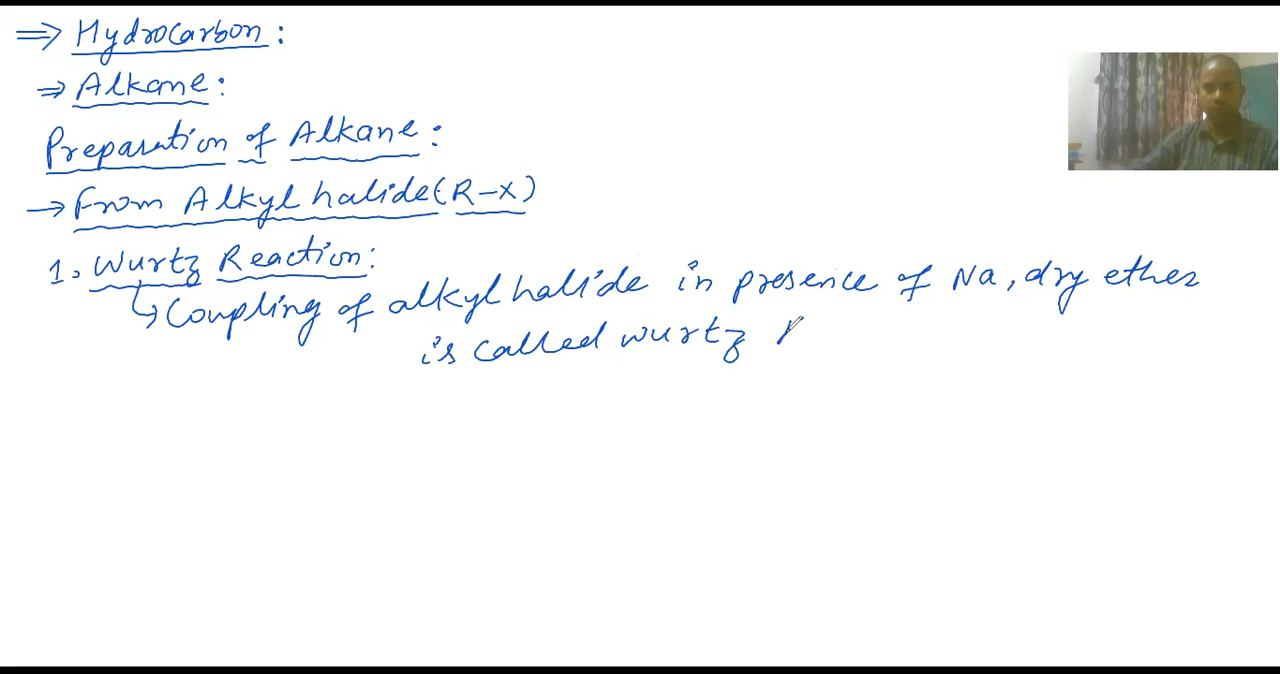 ⇒ Hydrocarbon :
⇒ Alkane :
Preparation of Alkane :
→ From Alkyl halide (R-X)
1. Wurtz Reaction :
↳ Coupling of alkyl halide in presence of Na, dry ether
is called wurtz